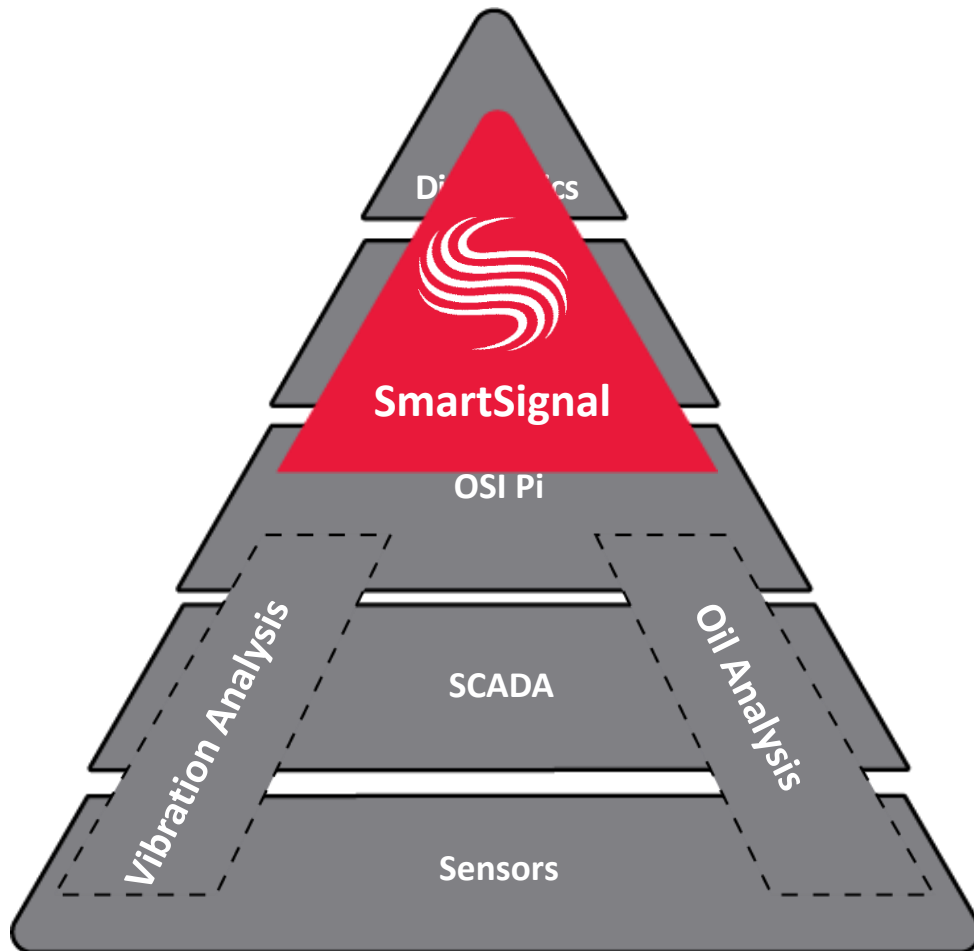 SmartSignal
OSI Pi
Vibration Analysis
Oil Analysis
SCADA
Sensors